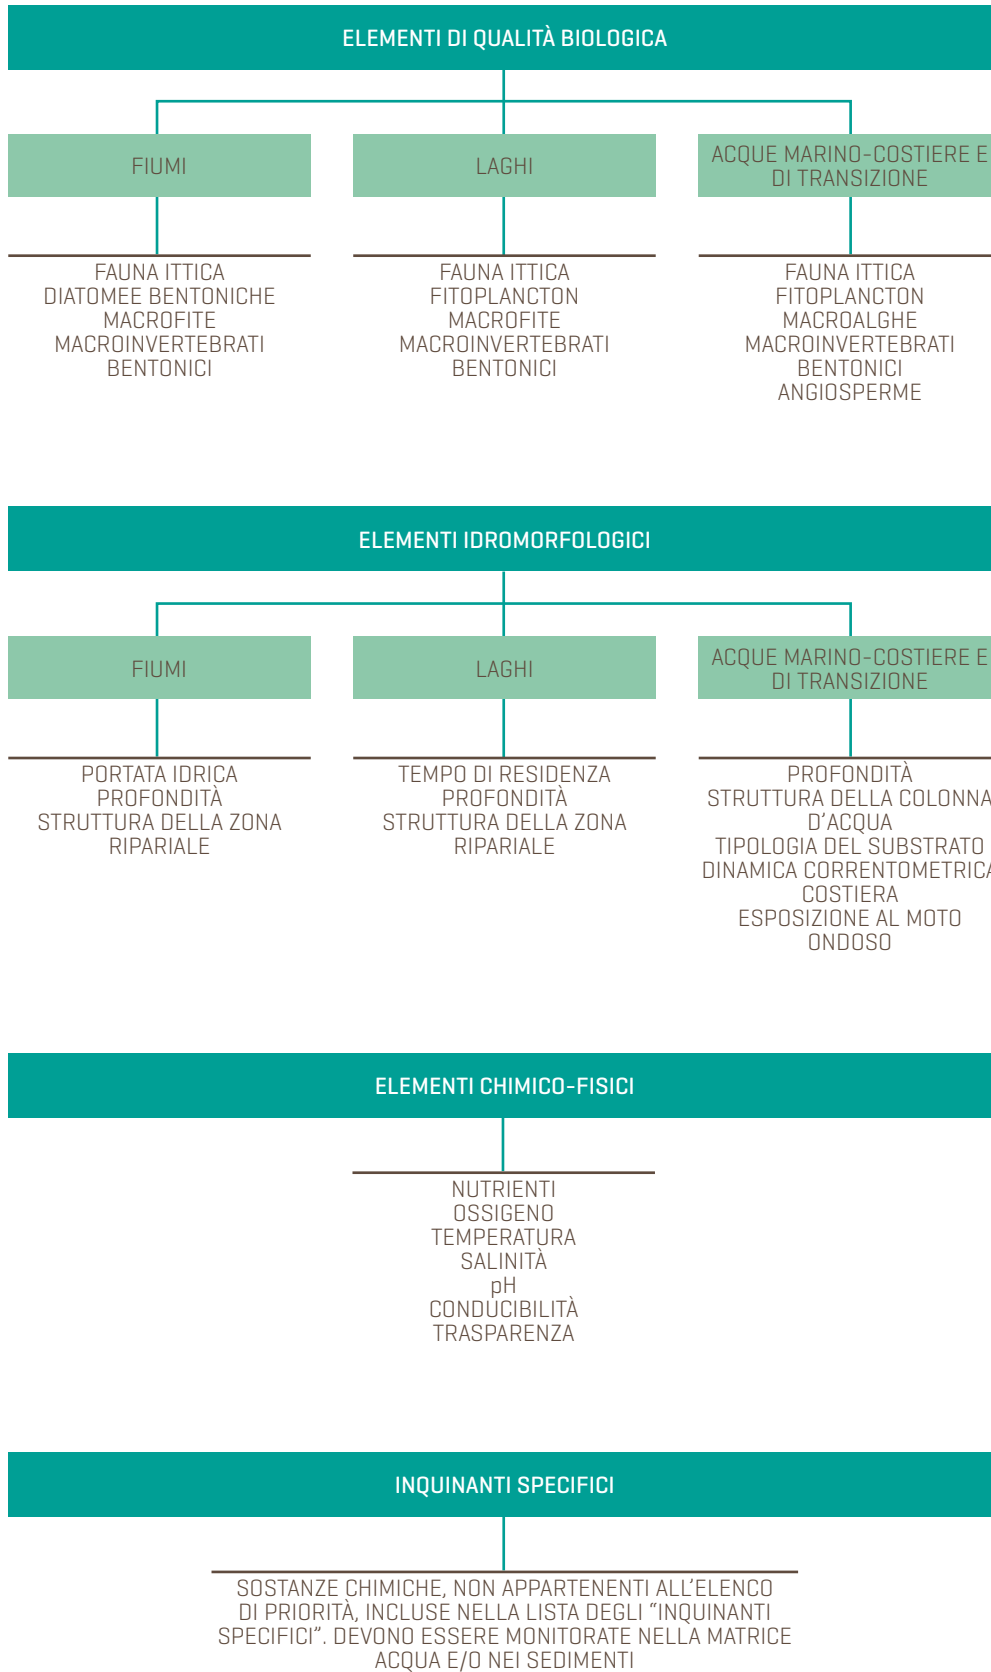 ELEMENTI DI QUALITÀ BIOLOGICA
FIUMI
FAUNA ITTICA
DIATOMEE BENTONICHE
MACROFITE
MACROINVERTEBRATI
BENTONICI
LAGHI
FAUNA ITTICA
FITOPLANCTON
MACROFITE
MACROINVERTEBRATI
BENTONICI
ACQUE MARINO-COSTIERE E
DI TRANSIZIONE
FAUNA ITTICA
FITOPLANCTON
MACROALGHE
MACROINVERTEBRATI
BENTONICI
ANGIOSPERME
ELEMENTI IDROMORFOLOGICI
FIUMI
PORTATA IDRICA
PROFONDITÀ
STRUTTURA DELLA ZONA
RIPARIALE
LAGHI
TEMPO DI RESIDENZA
PROFONDITÀ
STRUTTURA DELLA ZONA
RIPARIALE
ACQUE MARINO-COSTIERE E
DI TRANSIZIONE
PROFONDITÀ
STRUTTURA DELLA COLONNA
D'ACQUA
TIPOLOGIA DEL SUBSTRATO
DINAMICA CORRENTOMETRICA
COSTIERA
ESPOSIZIONE AL MOTO
ONDOSO
ELEMENTI CHIMICO-FISICI
NUTRIENTI
OSSIGENO
TEMPERATURA
SALINITÀ
pH
CONDUCIBILITÀ
TRASPARENZA
INQUINANTI SPECIFICI
SOSTANZE CHIMICHE, NON APPARTENENTI ALL'ELENCO
DI PRIORITÀ, INCLUSE NELLA LISTA DEGLI "INQUINANTI
SPECIFICI". DEVONO ESSERE MONITORATE NELLA MATRICE
ACQUA E/O NEI SEDIMENTI